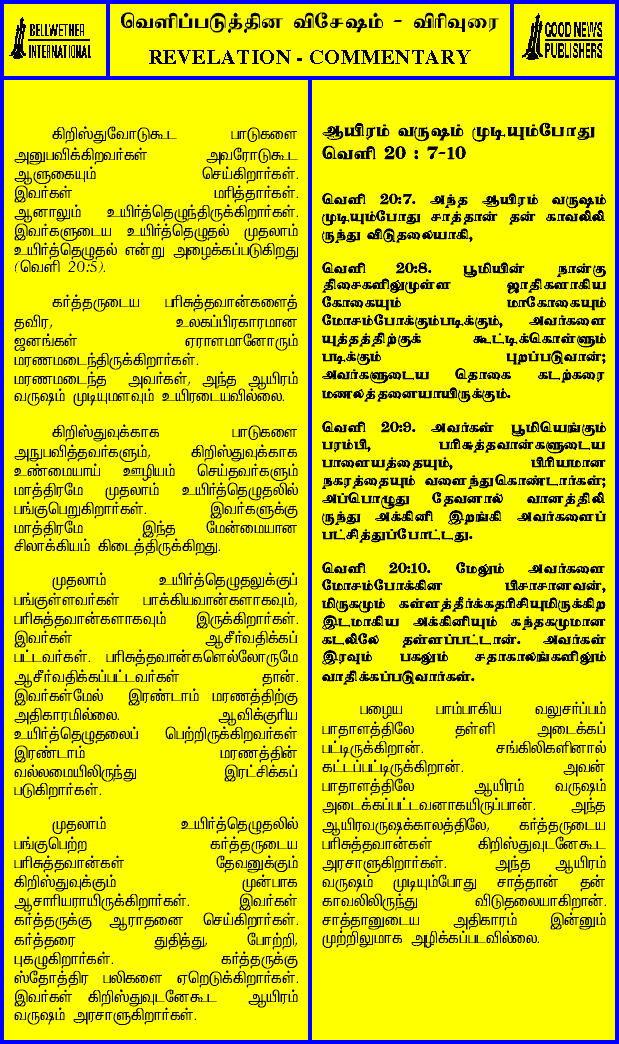 BELLWETHER
INTERNATIONAL
வெளிப்படுத்தின விசேஷம் - விரிவுரை
REVELATION - COMMENTARY
GOOD NEWS
PUBLISHERS
கிறிஸ்துவோடுகூட பாடுகளை
அனுபவிக்கிறவர்கள் அவரோடுகூட
ஆளுகையும் செய்கிறார்கள்.
இவர்கள் மரித்தார்கள்.
ஆனாலும் உயிர்த்தெழுந்திருக்கிறார்கள்.
இவர்களுடைய உயிர்த்தெழுதல் முதலாம்
உயிர்த்தெழுதல் என்று அழைக்கப்படுகிறது
(வெளி 20:5).
கர்த்தருடைய பரிசுத்தவான்களைத்
தவிர, உலகப்பிரகாரமான
ஜனங்கள் ஏராளமானோரும்
மரணமடைந்திருக்கிறார்கள்.
மரணமடைந்த அவர்கள், அந்த ஆயிரம்
வருஷம் முடியுமளவும் உயிரடையவில்லை.
கிறிஸ்துவுக்காக பாடுகளை
அநுபவித்தவர்களும், கிறிஸ்துவுக்காக
உண்மையாய் ஊழியம் செய்தவர்களும்
மாத்திரமே முதலாம் உயிர்த்தெழுதலில்
பங்குபெறுகிறார்கள். இவர்களுக்கு
மாத்திரமே இந்த மேன்மையான
சிலாக்கியம் கிடைத்திருக்கிறது.
முதலாம் உயிர்த்தெழுதலுக்குப்
பங்குள்ளவர்கள் பாக்கியவான்களாகவும்,
பரிசுத்தவான்களாகவும் இருக்கிறார்கள்.
இவர்கள் ஆசீர்வதிக்கப்
பட்டவர்கள். பரிசுத்தவான்களெல்லோருமே
ஆசீர்வதிக்கப்பட்டவர்கள் தான்.
இவர்கள்மேல் இரண்டாம் மரணத்திற்கு
அதிகாரமில்லை. ஆவிக்குரிய
உயிர்த்தெழுதலைப் பெற்றிருக்கிறவர்கள்
இரண்டாம் மரணத்தின்
வல்லமையிலிருந்து இரட்சிக்கப்
படுகிறார்கள்.
முதலாம் உயிர்த்தெழுதலில்
பங்குபெற்ற கர்த்தருடைய
பரிசுத்தவான்கள் தேவனுக்கும்
கிறிஸ்துவுக்கும் முன்பாக
ஆசாரியராயிருக்கிறார்கள். இவர்கள்
கர்த்தருக்கு ஆராதனை செய்கிறார்கள்.
கர்த்தரை துதித்து, போற்றி,
புகழுகிறார்கள். கர்த்தருக்கு
ஸ்தோத்திர பலிகளை ஏறெடுக்கிறார்கள்.
இவர்கள் கிறிஸ்துவுடனேகூட ஆயிரம்
வருஷம் அரசாளுகிறார்கள்.
ஆயிரம் வருஷம் முடியும்போது
வெளி 20 : 7-10
வெளி 20:7. அந்த ஆயிரம் வருஷம்
முடியும்போது சாத்தான் தன் காவலிலி
ருந்து விடுதலையாகி,
வெளி 20:8. பூமியின் நான்கு
திசைகளிலுமுள்ள ஜாதிகளாகிய
கோகையும் மாகோகையும்
மோசம்போக்கும்படிக்கும், அவர்களை
யுத்தத்திற்குக் கூட்டிக்கொள்ளும்
படிக்கும் புறப்படுவான்;
அவர்களுடைய தொகை கடற்கரை
மணலத்தனையாயிருக்கும்.
வெளி 20:9. அவர்கள் பூமியெங்கும்
பரம்பி, பரிசுத்தவான்களுடைய
பாளையத்தையும், பிரியமான
நகரத்தையும் வளைந்துகொண்டார்கள்;
அப்பொழுது தேவனால் வானத்திலி
ருந்து அக்கினி இறங்கி அவர்களைப்
பட்சித்துப்போட்டது.
வெளி 20:10. மேலும் அவர்களை
மோசம்போக்கின பிசாசானவன்,
மிருகமும் கள்ளத்தீர்க்கதரிசியுமிருக்கிற
இடமாகிய அக்கினியும் கந்தகமுமான
கடலிலே தள்ளப்பட்டான். அவர்கள்
இரவும் பகலும் சதாகாலங்களிலும்
வாதிக்கப்படுவார்கள்.
பழைய பாம்பாகிய வலுசர்ப்பம்
பாதாளத்திலே தள்ளி அடைக்கப்
பட்டிருக்கிறான். சங்கிலிகளினால்
கட்டப்பட்டிருக்கிறான். அவன்
பாதாளத்திலே ஆயிரம் வருஷம்
அடைக்கப்பட்டவனாகயிருப்பான். அந்த
ஆயிரவருஷக்காலத்திலே, கர்த்தருடைய
பரிசுத்தவான்கள் கிறிஸ்துவுடனேகூட
அரசாளுகிறார்கள். அந்த ஆயிரம்
வருஷம் முடியும்போது சாத்தான் தன்
காவலிலிருந்து விடுதலையாகிறான்.
சாத்தானுடைய அதிகாரம் இன்னும்
முற்றிலுமாக அழிக்கப்படவில்லை.